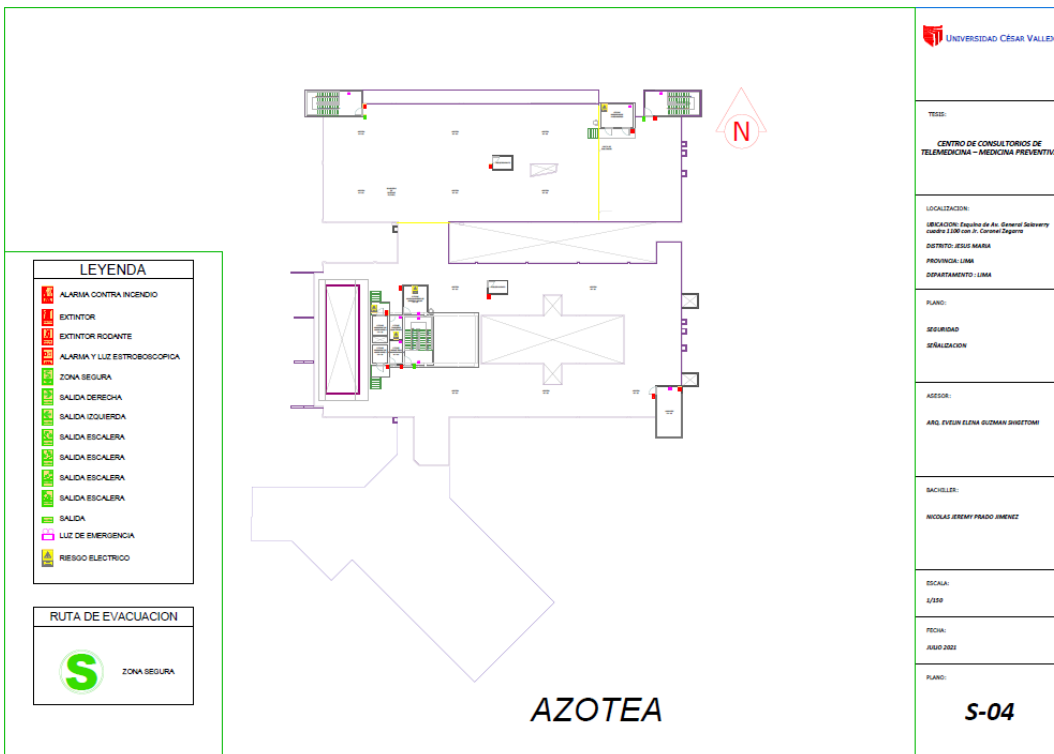 UNIVERSIDAD CÉSAR VALLEJO
TESIS:
CENTRO DE CONSULTORIOS DE
TELEMEDICINA – MEDICINA PREVENTIVA
LOCALIZACION:
UBICACION: Esquina de Av. General Salaverry
cuadra 1100 con Jr. Coronel Zegarra
DISTRITO: JESUS MARIA
PROVINCIA: LIMA
DEPARTAMENTO : LIMA
PLANO:
SEGURIDAD
SEÑALIZACION
ASESOR:
ARQ. EVELIN ELENA GUZMAN SHIGETOMI
BACHILLER:
NICOLAS JEREMY PRADO JIMENEZ
ESCALA:
1/150
FECHA:
JULIO 2021
PLANO:
S-04
N
LEYENDA
ALARMA CONTRA INCENDIO
EXTINTOR
EXTINTOR RODANTE
ALARMA Y LUZ ESTROBOSCOPICA
ZONA SEGURA
SALIDA DERECHA
SALIDA IZQUIERDA
SALIDA ESCALERA
SALIDA ESCALERA
SALIDA ESCALERA
SALIDA ESCALERA
SALIDA
LUZ DE EMERGENCIA
RIESGO ELECTRICO
RUTA DE EVACUACION
S
ZONA SEGURA
AZOTEA